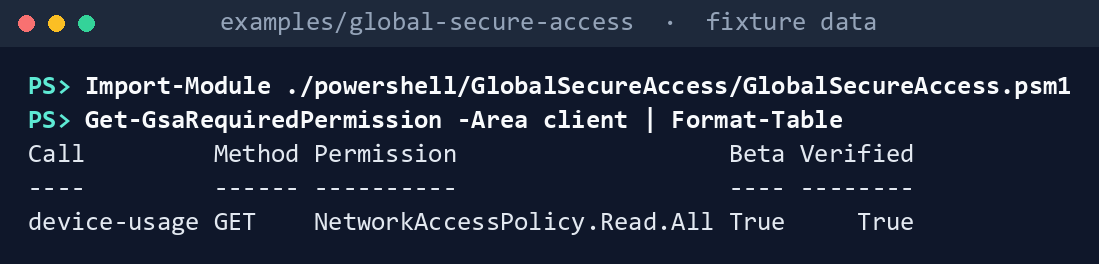 examples/global-secure-access · fixture data
PS> Import-Module ./powershell/GlobalSecureAccess/GlobalSecureAccess.psm1
PS> Get-GsaRequiredPermission -Area client | Format-Table
Call         Method Permission                   Beta Verified
----         ------ ----------                   ---- --------
device-usage GET    NetworkAccessPolicy.Read.All True     True